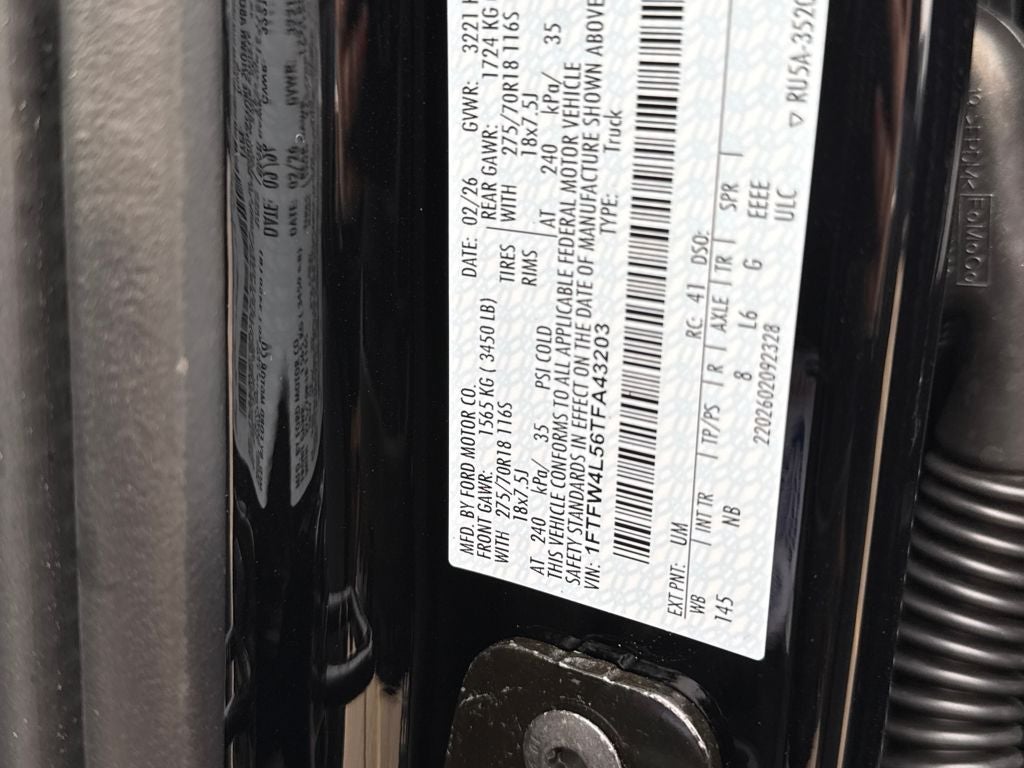 MFD. BY FORD MOTOR CO.
DATE: 02/26 GVWR: 3221
FRONT GAWR: 1565 KG ( 3450 LB) REAR GAWR: 1724 KG
WITH 275/70R18 116S TIRES WITH 275/70R18 116S
18x7.5J RIMS 18x7.5J
AT 240 kPa/ 35 PSI COLD AT 240 kPa/ 35
THIS VEHICLE CONFORMS TO ALL APPLICABLE FEDERAL MOTOR VEHICLE
SAFETY STANDARDS IN EFFECT ON THE DATE OF MANUFACTURE SHOWN ABOVE
VIN: 1FTFW4L56TFA43203 TYPE: Truck
EXT PNT: UM RC: 41 DSO:
WB | INT TR | TP/PS | R | AXLE | TR | SPR |
145 NB 8 L6 G EEEE
2202602092328 ULC
▽ RU5A-3520
FoMoCo